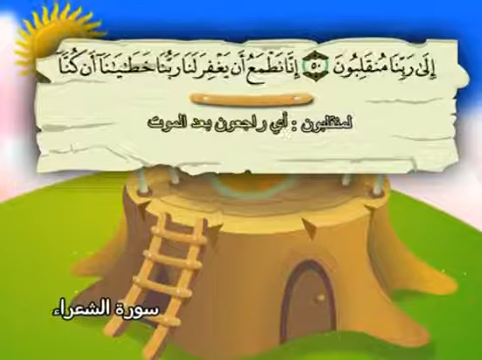 إِلَىٰ رَبِّنَا مُنقَلِبُونَ ٥٠ إِنَّا نَطْمَعُ أَن يَغْفِرَ لَنَا رَبُّنَا خَطَـٰيَـٰنَآ أَن كُنَّآ
لمنقلبون : أي راجعون بعد الموت
سورة الشعراء